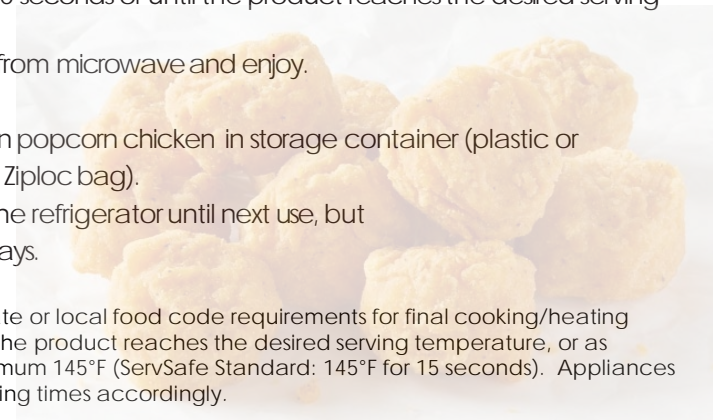 seconds or until the product reaches the desired serving
from microwave and enjoy.
popcorn chicken in storage container (plastic or
Ziploc bag).
refrigerator until next use, but
ays.
or local food code requirements for final cooking/heating
he product reaches the desired serving temperature, or as
mum 145°F (ServSafe Standard: 145°F for 15 seconds). Appliances
ing times accordingly.